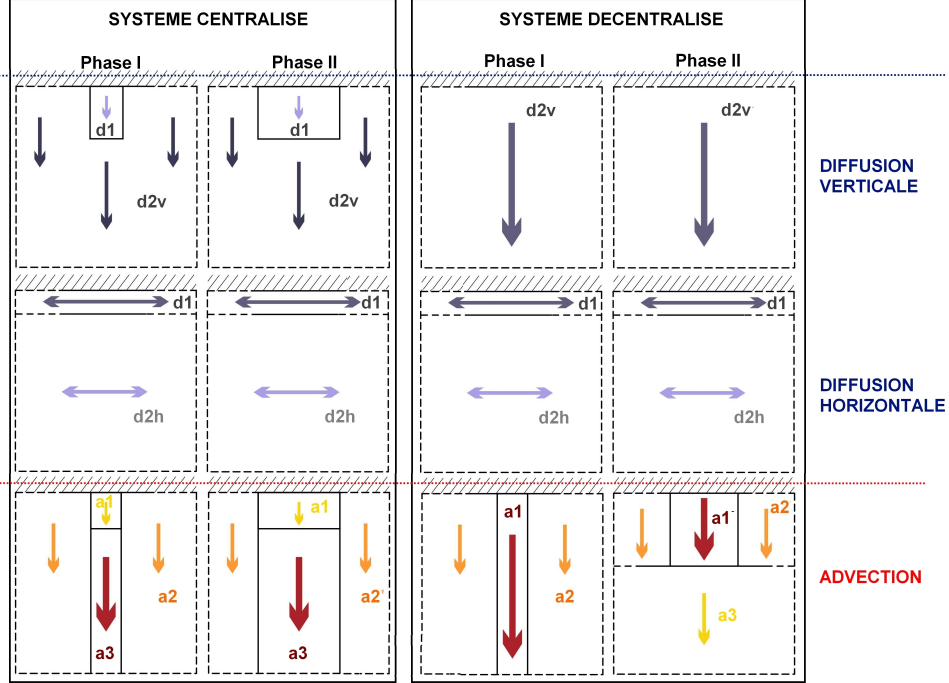 SYSTEME CENTRALISE
SYSTEME DECENTRALISE
Phase I
Phase II
Phase I
Phase II
d1
d1
d2v
d2v
d2v
d2v
DIFFUSION
VERTICALE
d1
d1
d1
d1
d2h
d2h
d2h
d2h
DIFFUSION
HORIZONTALE
a1
a1
a1
a1-
a2
a2
a2'
a2
a3
a3
a3
ADVECTION